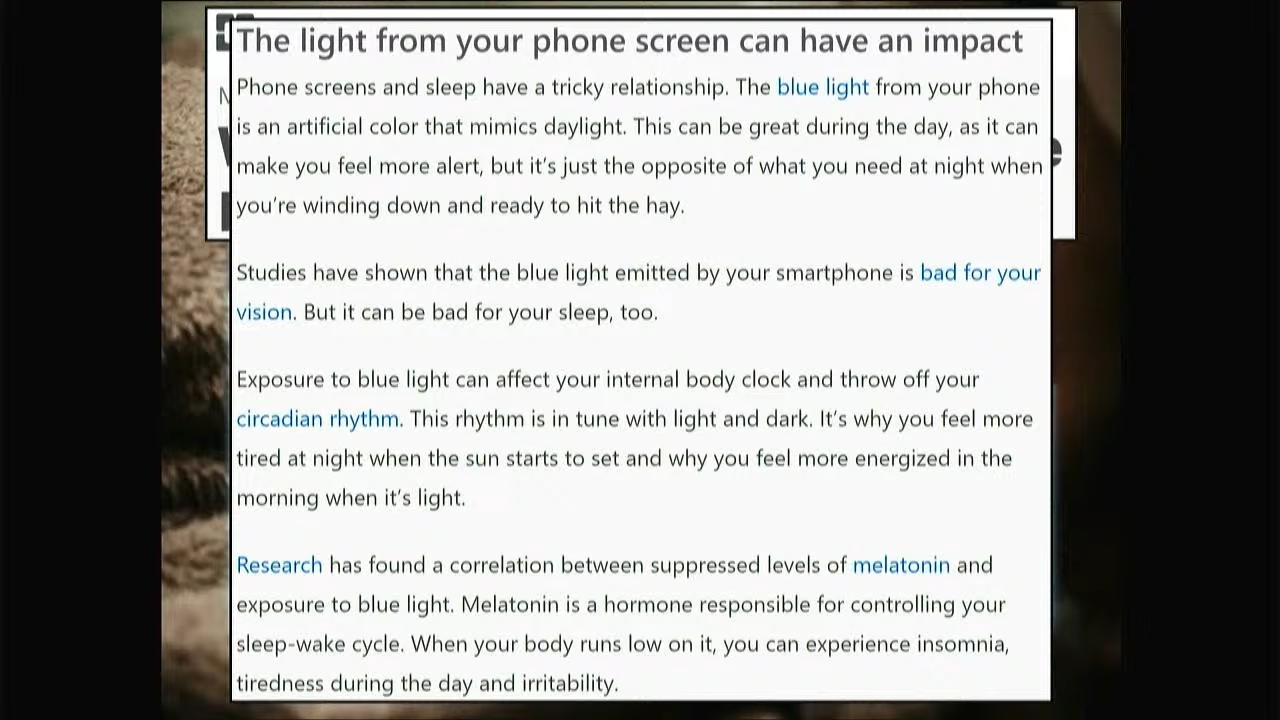 The light from your phone screen can have an impact
Phone screens and sleep have a tricky relationship. The blue light from your phone
is an artificial color that mimics daylight. This can be great during the day, as it can
make you feel more alert, but it’s just the opposite of what you need at night when
you’re winding down and ready to hit the hay.
Studies have shown that the blue light emitted by your smartphone is bad for your
vision. But it can be bad for your sleep, too.
Exposure to blue light can affect your internal body clock and throw off your
circadian rhythm. This rhythm is in tune with light and dark. It’s why you feel more
tired at night when the sun starts to set and why you feel more energized in the
morning when it’s light.
Research has found a correlation between suppressed levels of melatonin and
exposure to blue light. Melatonin is a hormone responsible for controlling your
sleep-wake cycle. When your body runs low on it, you can experience insomnia,
tiredness during the day and irritability.